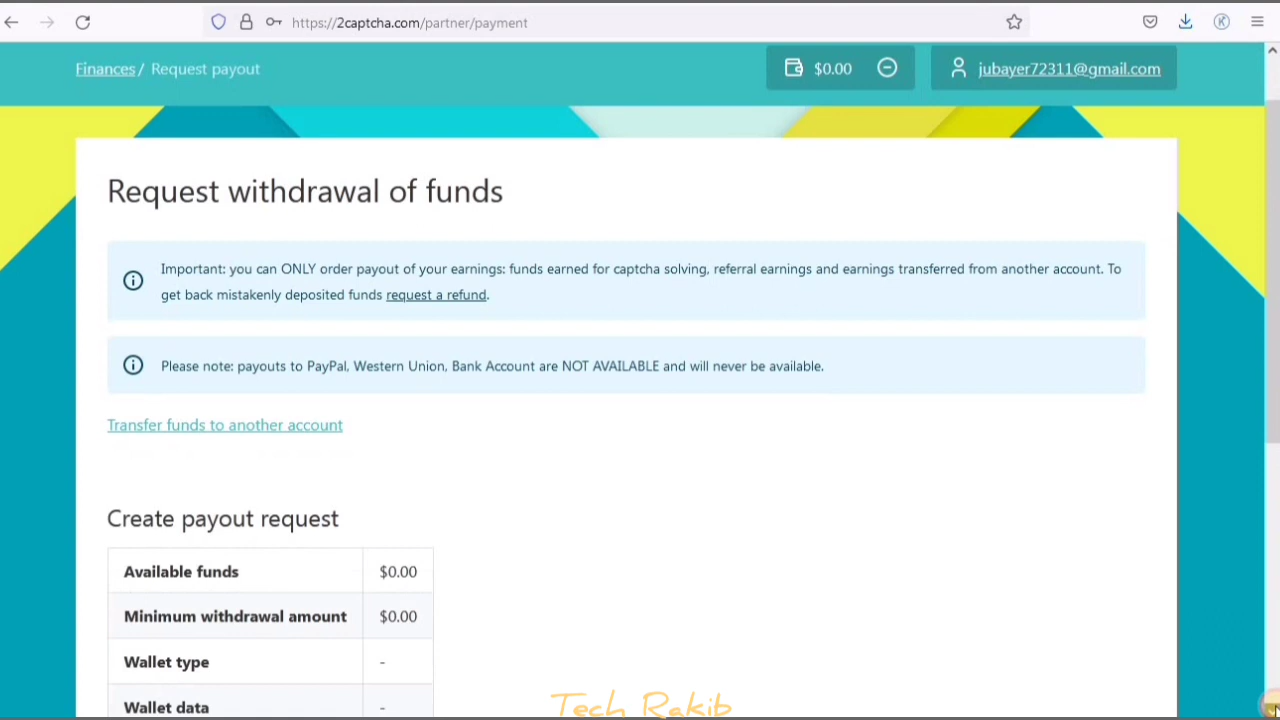 https://2captcha.com/partner/payment
Finances / Request payout
$0.00
jubayer72311@gmail.com
Request withdrawal of funds
Important: you can ONLY order payout of your earnings: funds earned for captcha solving, referral earnings and earnings transferred from another account. To
get back mistakenly deposited funds request a refund.
Please note: payouts to PayPal, Western Union, Bank Account are NOT AVAILABLE and will never be available.
Transfer funds to another account
Create payout request
Available funds $0.00
Minimum withdrawal amount $0.00
Wallet type -
Wallet data -
Tech Rakib